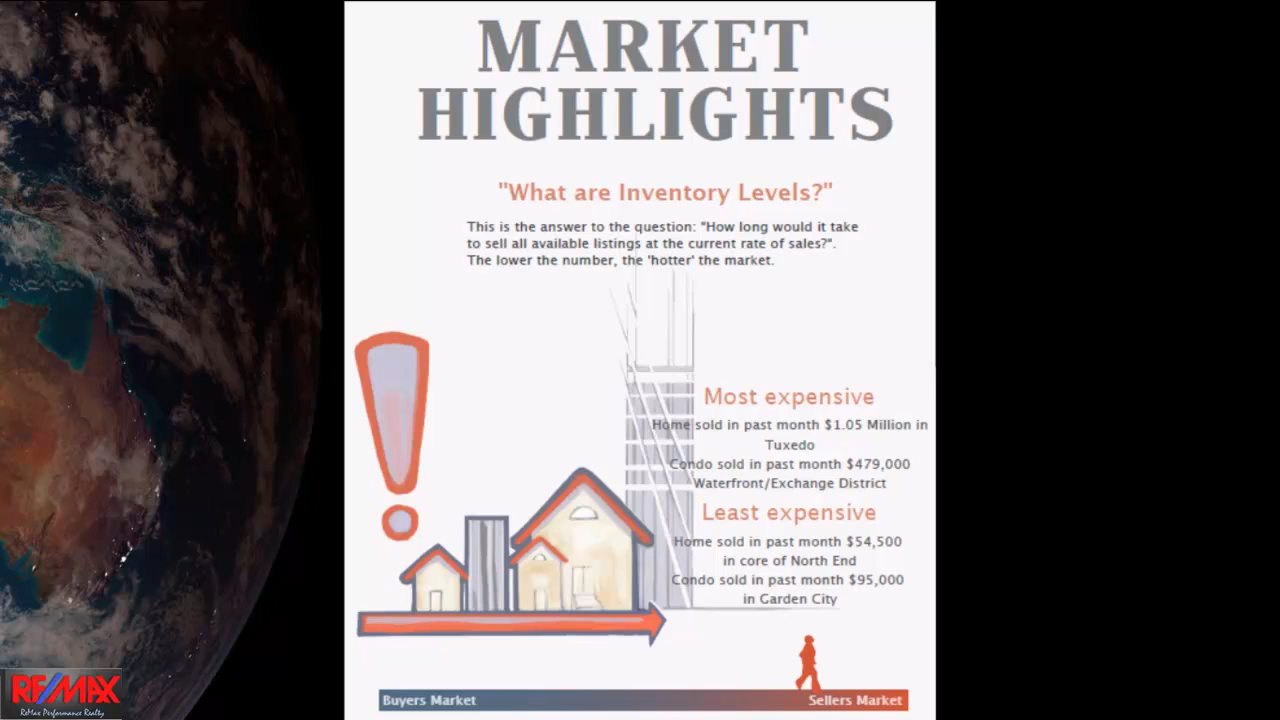 MARKET
HIGHLIGHTS
"What are Inventory Levels?"
This is the answer to the question: "How long would it take
to sell all available listings at the current rate of sales?".
The lower the number, the 'hotter' the market.
Most expensive
Home sold in past month $1.05 Million in
Tuxedo
Condo sold in past month $479,000
Waterfront/Exchange District
Least expensive
Home sold in past month $54,500
in core of North End
Condo sold in past month $95,000
in Garden City
Buyers Market
Sellers Market
RE/MAX
ReMax Performance Realty